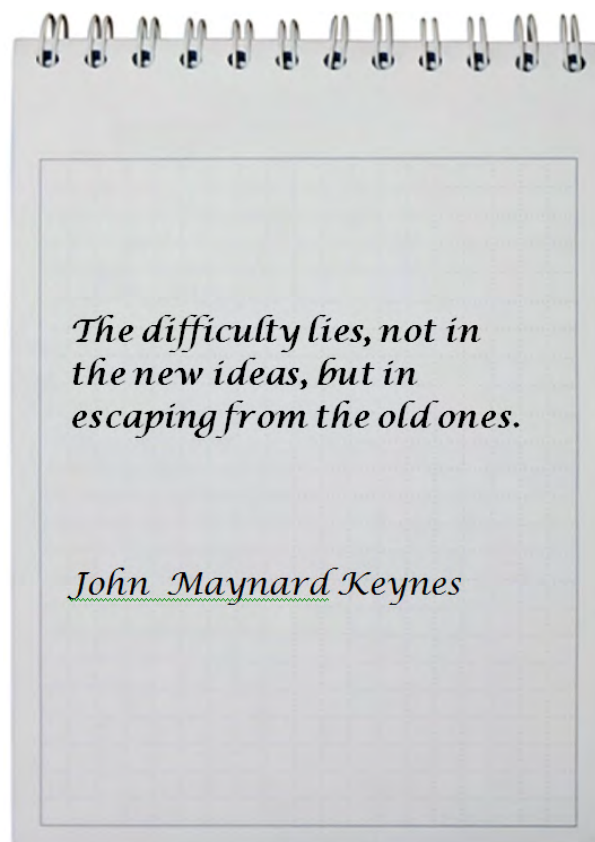 The difficulty lies, not in
the new ideas, but in
escaping from the old ones.
John  Maynard Keynes